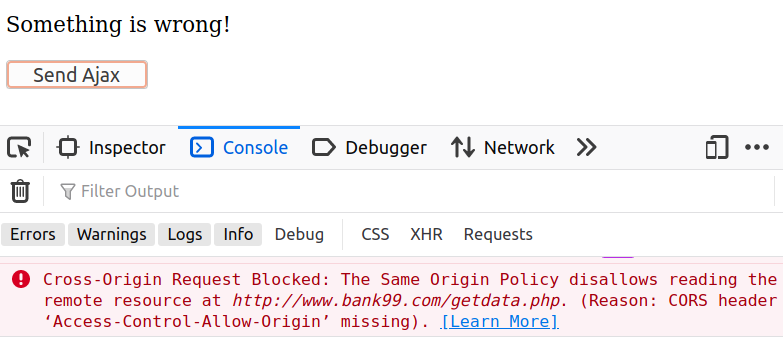 Something is wrong!
Send Ajax
Inspector Console Debugger Network
Filter Output
Errors Warnings Logs Info Debug CSS XHR Requests
Cross-Origin Request Blocked: The Same Origin Policy disallows reading the
remote resource at http://www.bank99.com/getdata.php. (Reason: CORS header
‘Access-Control-Allow-Origin’ missing). [Learn More]